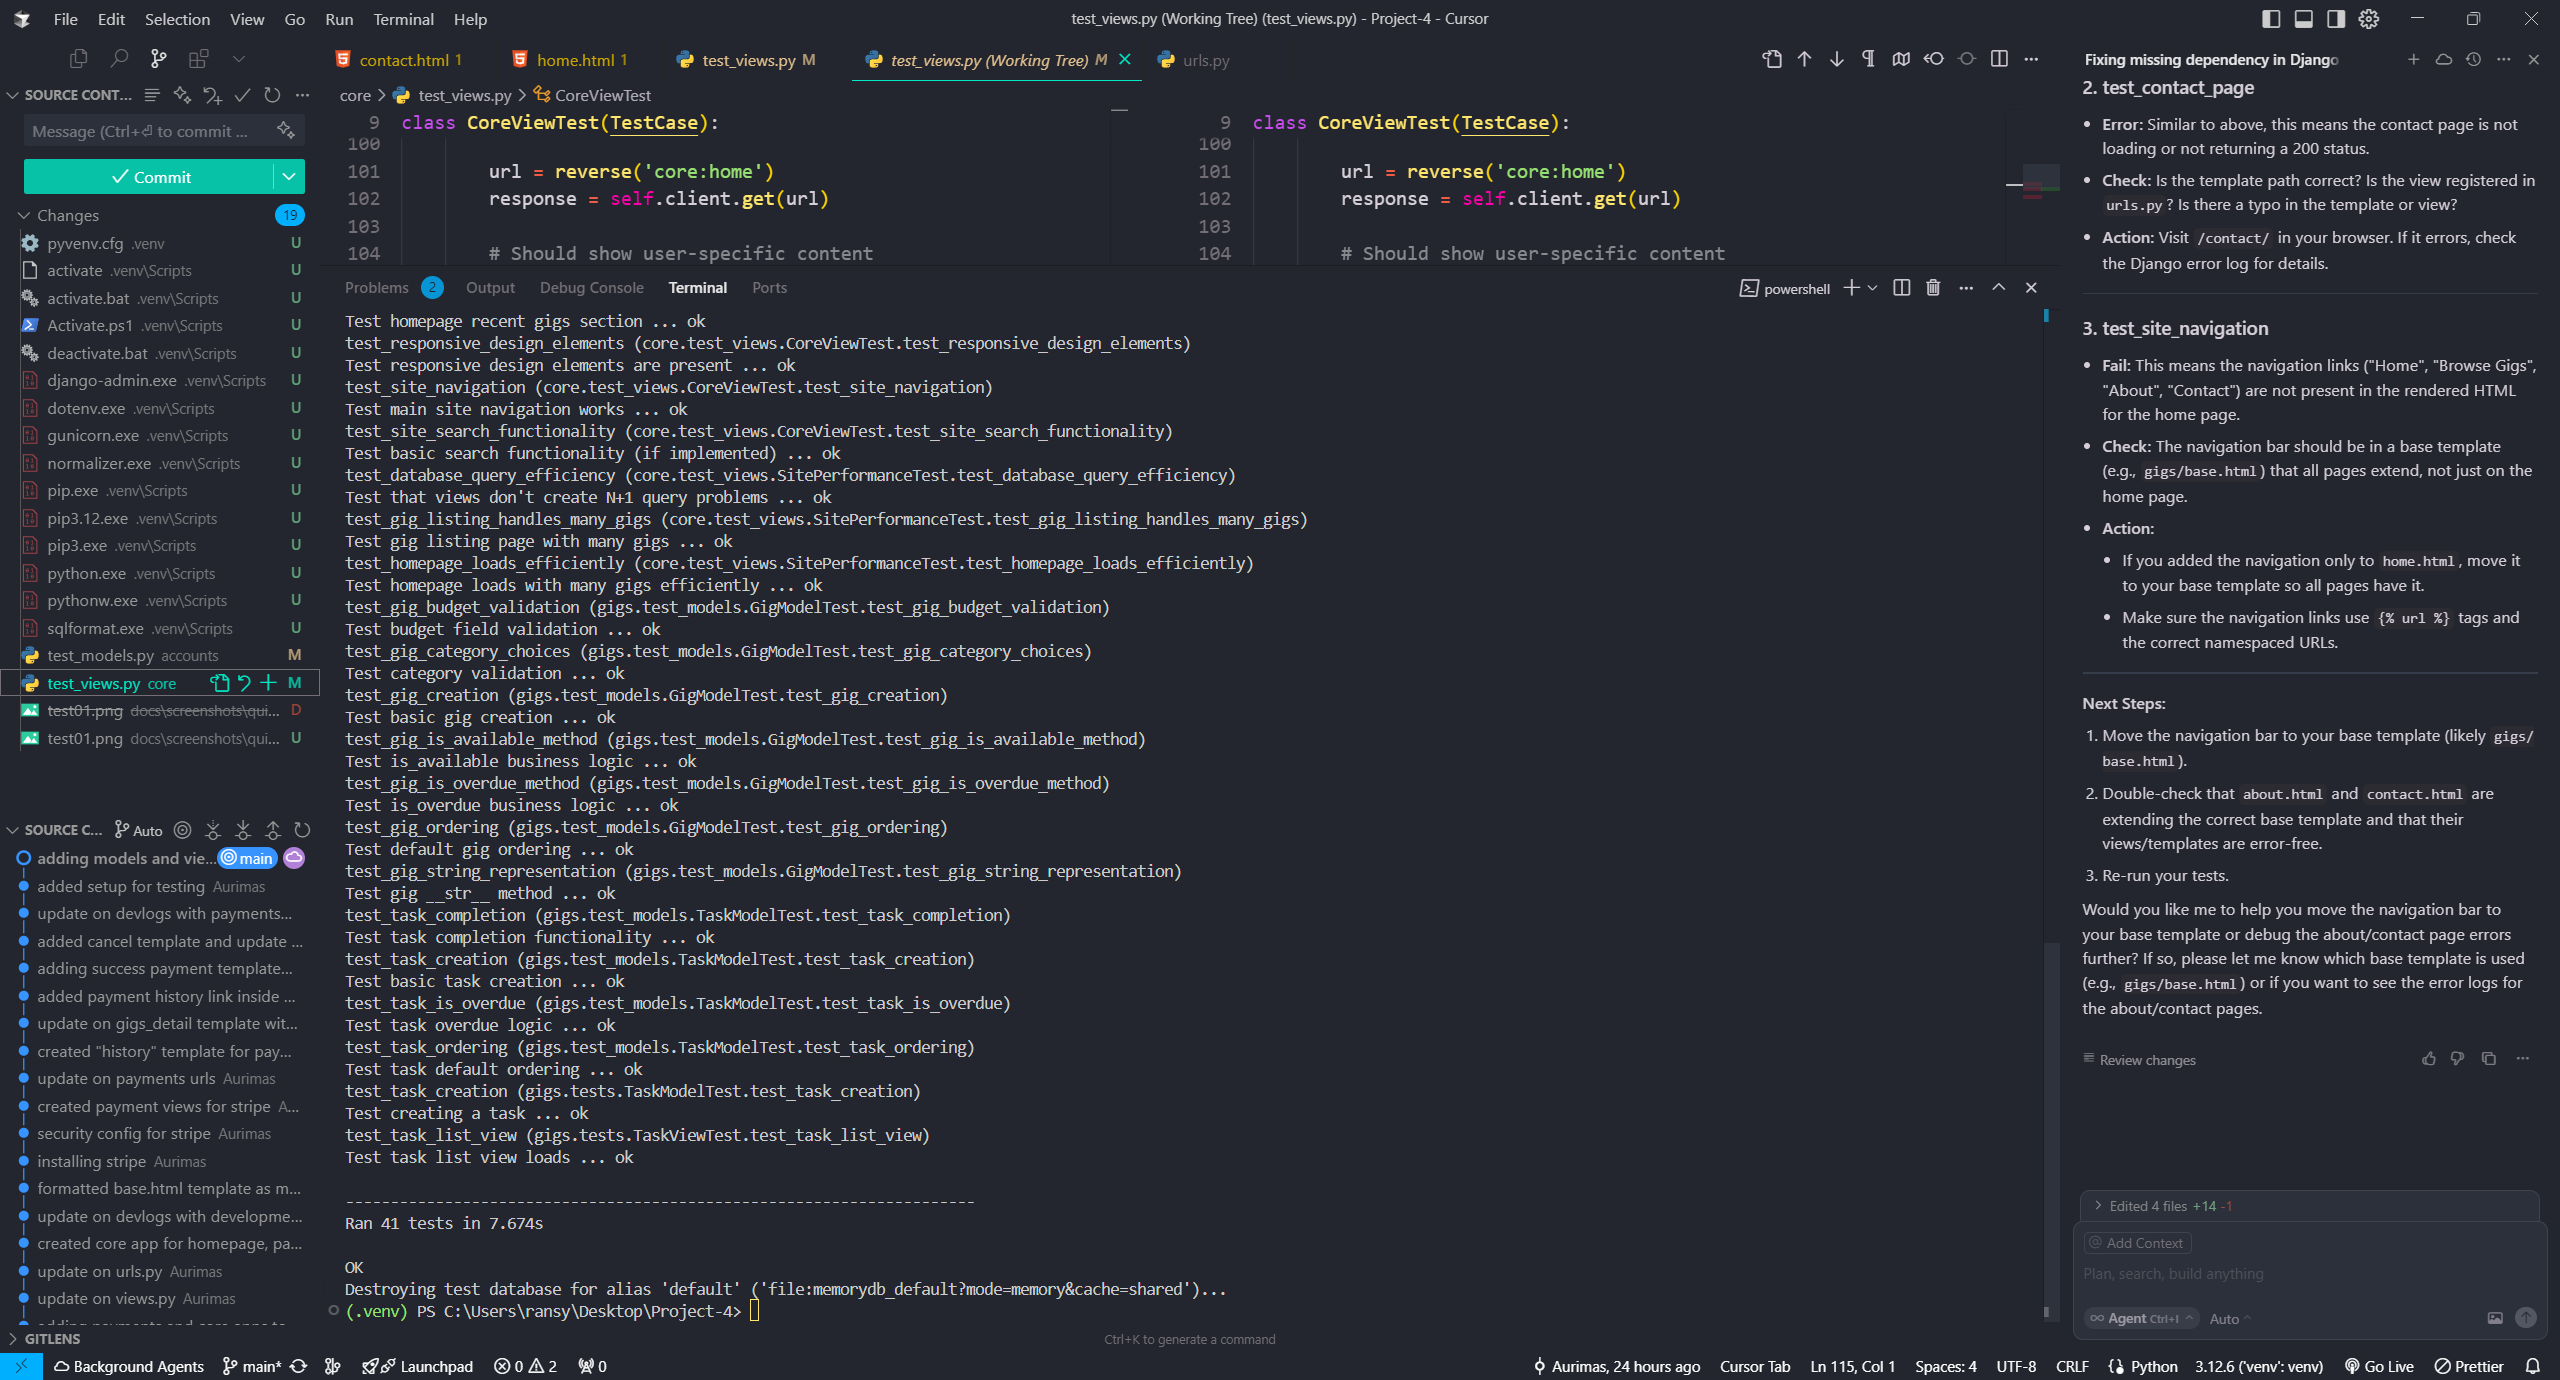 File Edit Selection View Go Run Terminal Help
test_views.py (Working Tree) (test_views.py) - Project-4 - Cursor
contact.html 1
home.html 1
test_views.py M
test_views.py (Working Tree) M
urls.py
SOURCE CONT...
core > test_views.py > CoreViewTest
Message (Ctrl+⏎ to commit ...
Commit
Changes 19
pyvenv.cfg .venv U
activate .venv\Scripts U
activate.bat .venv\Scripts U
Activate.ps1 .venv\Scripts U
deactivate.bat .venv\Scripts U
django-admin.exe .venv\Scripts U
dotenv.exe .venv\Scripts U
gunicorn.exe .venv\Scripts U
normalizer.exe .venv\Scripts U
pip.exe .venv\Scripts U
pip3.12.exe .venv\Scripts U
pip3.exe .venv\Scripts U
python.exe .venv\Scripts U
pythonw.exe .venv\Scripts U
sqlformat.exe .venv\Scripts U
test_models.py accounts M
test_views.py core M
test01.png docs\screenshots\qui... D
test01.png docs\screenshots\qui... U
SOURCE C... Auto
adding models and vie... main
added setup for testing Aurimas
update on devlogs with payments...
added cancel template and update ...
adding success payment template...
added payment history link inside ...
update on gigs_detail template wit...
created "history" template for pay...
update on payments urls Aurimas
created payment views for stripe A...
security config for stripe Aurimas
installing stripe Aurimas
formatted base.html template as m...
update on devlogs with developme...
created core app for homepage, pa...
update on urls.py Aurimas
update on views.py Aurimas
GITLENS
9 class CoreViewTest(TestCase):
100
101 url = reverse('core:home')
102 response = self.client.get(url)
103
104 # Should show user-specific content
9 class CoreViewTest(TestCase):
100
101 url = reverse('core:home')
102 response = self.client.get(url)
103
104 # Should show user-specific content
Problems 2 Output Debug Console Terminal Ports
powershell
Test homepage recent gigs section ... ok
test_responsive_design_elements (core.test_views.CoreViewTest.test_responsive_design_elements)
Test responsive design elements are present ... ok
test_site_navigation (core.test_views.CoreViewTest.test_site_navigation)
Test main site navigation works ... ok
test_site_search_functionality (core.test_views.CoreViewTest.test_site_search_functionality)
Test basic search functionality (if implemented) ... ok
test_database_query_efficiency (core.test_views.SitePerformanceTest.test_database_query_efficiency)
Test that views don't create N+1 query problems ... ok
test_gig_listing_handles_many_gigs (core.test_views.SitePerformanceTest.test_gig_listing_handles_many_gigs)
Test gig listing page with many gigs ... ok
test_homepage_loads_efficiently (core.test_views.SitePerformanceTest.test_homepage_loads_efficiently)
Test homepage loads with many gigs efficiently ... ok
test_gig_budget_validation (gigs.test_models.GigModelTest.test_gig_budget_validation)
Test budget field validation ... ok
test_gig_category_choices (gigs.test_models.GigModelTest.test_gig_category_choices)
Test category validation ... ok
test_gig_creation (gigs.test_models.GigModelTest.test_gig_creation)
Test basic gig creation ... ok
test_gig_is_available_method (gigs.test_models.GigModelTest.test_gig_is_available_method)
Test is_available business logic ... ok
test_gig_is_overdue_method (gigs.test_models.GigModelTest.test_gig_is_overdue_method)
Test is_overdue business logic ... ok
test_gig_ordering (gigs.test_models.GigModelTest.test_gig_ordering)
Test default gig ordering ... ok
test_gig_string_representation (gigs.test_models.GigModelTest.test_gig_string_representation)
Test gig __str__ method ... ok
test_task_completion (gigs.test_models.TaskModelTest.test_task_completion)
Test task completion functionality ... ok
test_task_creation (gigs.test_models.TaskModelTest.test_task_creation)
Test basic task creation ... ok
test_task_is_overdue (gigs.test_models.TaskModelTest.test_task_is_overdue)
Test task overdue logic ... ok
test_task_ordering (gigs.test_models.TaskModelTest.test_task_ordering)
Test task default ordering ... ok
test_task_creation (gigs.tests.TaskModelTest.test_task_creation)
Test creating a task ... ok
test_task_list_view (gigs.tests.TaskViewTest.test_task_list_view)
Test task list view loads ... ok
----------------------------------------------------------------------
Ran 41 tests in 7.674s
OK
Destroying test database for alias 'default' ('file:memorydb_default?mode=memory&cache=shared')...
(.venv) PS C:\Users\ransy\Desktop\Project-4>
Ctrl+K to generate a command
Fixing missing dependency in Django
2. test_contact_page
• Error: Similar to above, this means the contact page is not
loading or not returning a 200 status.
• Check: Is the template path correct? Is the view registered in
urls.py? Is there a typo in the template or view?
• Action: Visit /contact/ in your browser. If it errors, check
the Django error log for details.
3. test_site_navigation
• Fail: This means the navigation links ("Home", "Browse Gigs",
"About", "Contact") are not present in the rendered HTML
for the home page.
• Check: The navigation bar should be in a base template
(e.g., gigs/base.html) that all pages extend, not just on the
home page.
• Action:
• If you added the navigation only to home.html, move it
to your base template so all pages have it.
• Make sure the navigation links use {% url %} tags and
the correct namespaced URLs.
Next Steps:
1. Move the navigation bar to your base template (likely gigs/
base.html).
2. Double-check that about.html and contact.html are
extending the correct base template and that their
views/templates are error-free.
3. Re-run your tests.
Would you like me to help you move the navigation bar to
your base template or debug the about/contact page errors
further? If so, please let me know which base template is used
(e.g., gigs/base.html) or if you want to see the error logs for
the about/contact pages.
Review changes
Edited 4 files +14 -1
@ Add Context
Plan, search, build anything
∞ Agent Ctrl+I Auto
Background Agents main* Launchpad 0 2 0
Aurimas, 24 hours ago Cursor Tab Ln 115, Col 1 Spaces: 4 UTF-8 CRLF Python 3.12.6 ('venv': venv) Go Live Prettier